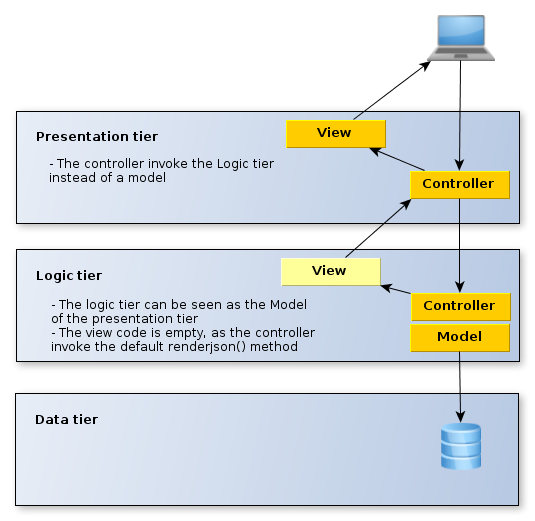 View
Presentation tier
- The controller invoke the Logic tier
instead of a model
Controller
View
Logic tier
- The logic tier can be seen as the Model
of the presentation tier
- The view code is empty, as the controller
invoke the default renderjson() method
Controller
Model
Data tier